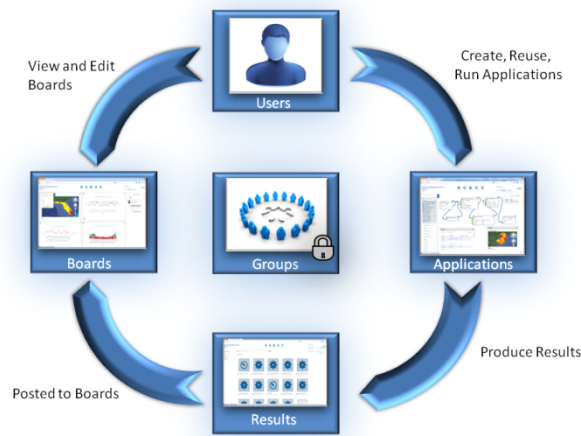 Users
View and Edit
Boards
Create, Reuse,
Run Applications
Boards
Groups
Applications
Produce Results
Posted to Boards
Results